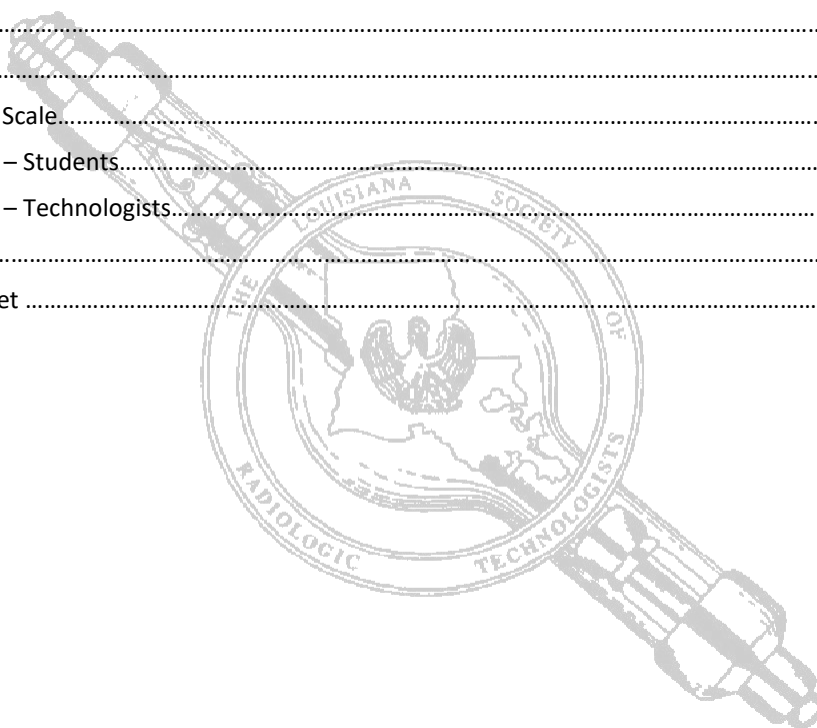 ……………………………………………………………………………………………………
……………………………………………………………………………………………………
Scale……………………………………………………………………………………………
– Students………………………………………………………………………………………
– Technologists………………………………………………………………………………
……………………………………………………………………………………………………
et ………………………………………………………………………………………………
THE LOUISIANA SOCIETY OF
RADIOLOGIC TECHNOLOGISTS